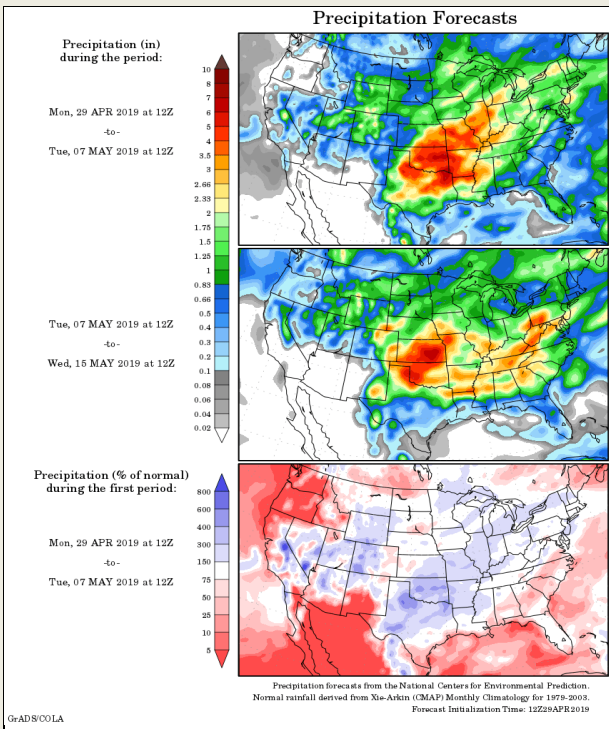 Precipitation Forecasts
Precipitation (in)
during the period:
Mon, 29 APR 2019 at 12Z
-to-
Tue, 07 MAY 2019 at 12Z
10
8
7
6
5
4
3.5
3
2.66
2.33
2
1.75
1.5
1.25
1
0.83
0.66
0.5
0.4
0.3
0.2
0.1
0.08
0.06
0.04
0.02
Tue, 07 MAY 2019 at 12Z
-to-
Wed, 15 MAY 2019 at 12Z
Precipitation (% of normal)
during the first period:
Mon, 29 APR 2019 at 12Z
-to-
Tue, 07 MAY 2019 at 12Z
800
600
400
300
150
75
50
25
10
5
Precipitation forecasts from the National Centers for Environmental Prediction.
Normal rainfall derived from Xie-Arkin (CMAP) Monthly Climatology for 1979-2003.
Forecast Initialization Time: 12Z29APR2019
GrADS/COLA